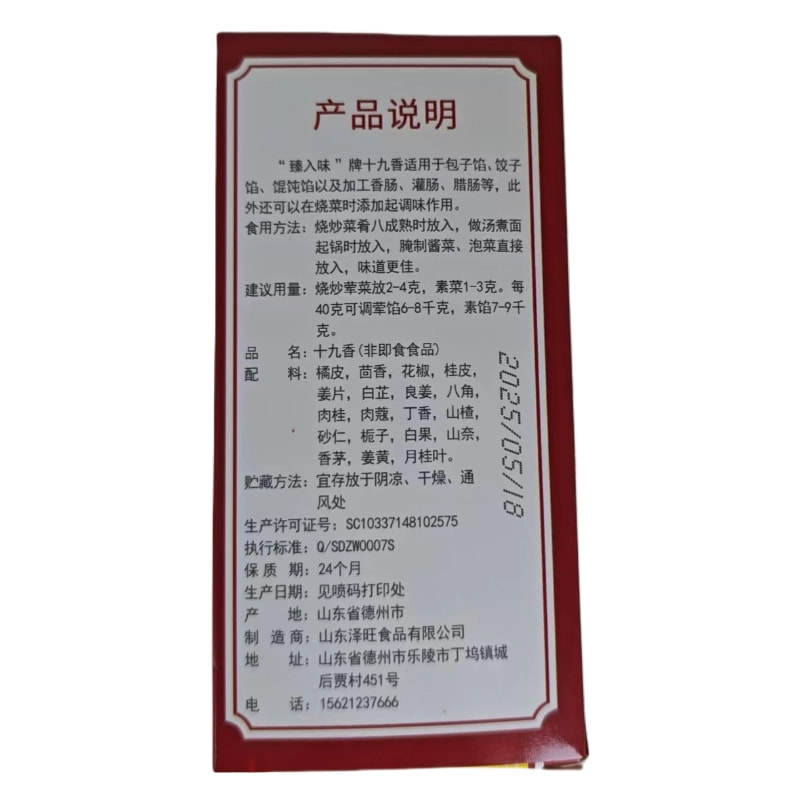 产品说明
“臻入味”牌十九香适用于包子馅、饺子
馅、馄饨馅以及加工香肠、灌肠、腊肠等，此
外还可以在烧菜时添加起调味作用。
食用方法：烧炒菜肴八成熟时放入，做汤煮面
起锅时放入，腌制酱菜、泡菜直接
放入，味道更佳。
建议用量：烧炒荤菜放2-4克，素菜1-3克。每
40克可调荤馅6-8千克，素馅7-9千
克。
品 名：十九香(非即食食品)
配 料：橘皮，茴香，花椒，桂皮，
姜片，白芷，良姜，八角，
肉桂，肉蔻，丁香，山楂，
砂仁，栀子，白果，山奈，
香茅，姜黄，月桂叶。
贮藏方法：宜存放于阴凉、干燥、通
风处
生产许可证号：SC10337148102575
执行标准：Q/SDZW0007S
保 质 期：24个月
生产日期：见喷码打印处
产 地：山东省德州市
制 造 商：山东泽旺食品有限公司
地 址：山东省德州市乐陵市丁坞镇城
后贾村451号
电 话：15621237666
2025/05/18